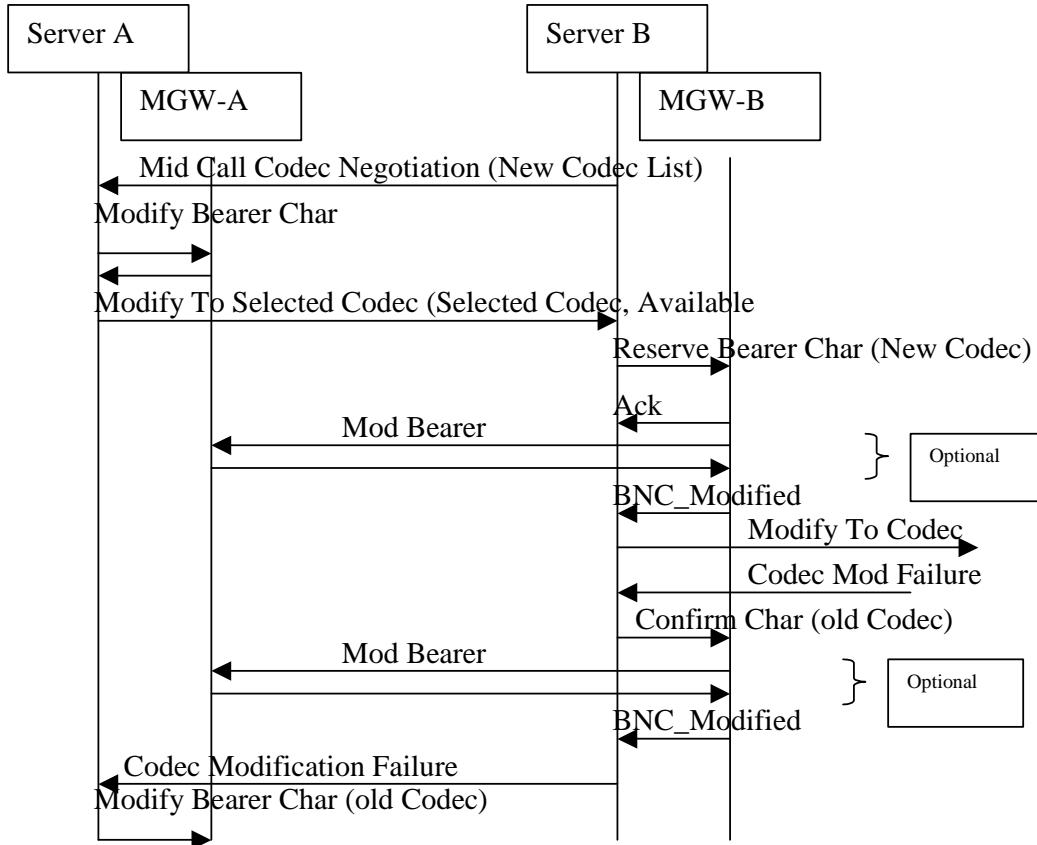 Server A
Server B
MGW-A
MGW-B
Mid Call Codec Negotiation (New Codec List)
Modify Bearer Char
Modify To Selected Codec (Selected Codec, Available
Reserve Bearer Char (New Codec)
Ack
Mod Bearer
Optional
BNC_Modified
Modify To Codec
Codec Mod Failure
Confirm Char (old Codec)
Mod Bearer
Optional
BNC_Modified
Codec Modification Failure
Modify Bearer Char (old Codec)